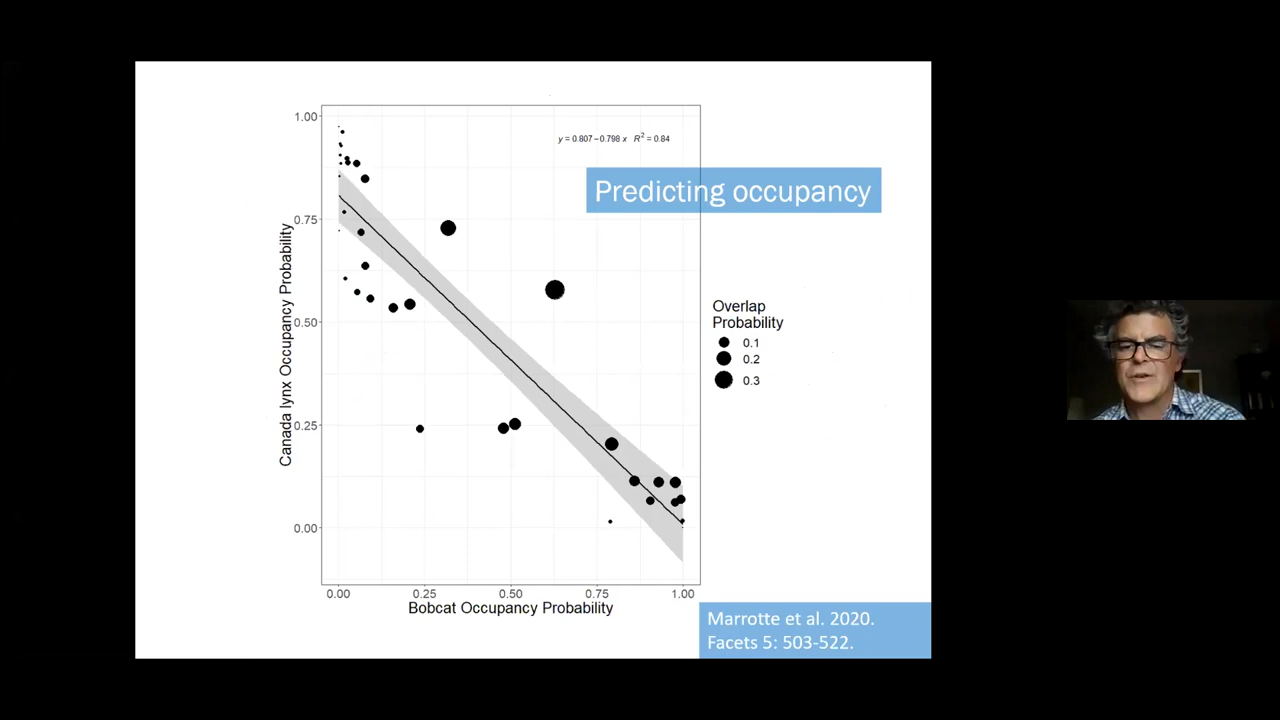 y = 0.807 − 0.798 x R² = 0.84
Predicting occupancy
Canada lynx Occupancy Probability
1.00
0.75
0.50
0.25
0.00
0.00 0.25 0.50 0.75 1.00
Bobcat Occupancy Probability
Overlap
Probability
0.1
0.2
0.3
Marrotte et al. 2020.
Facets 5: 503-522.